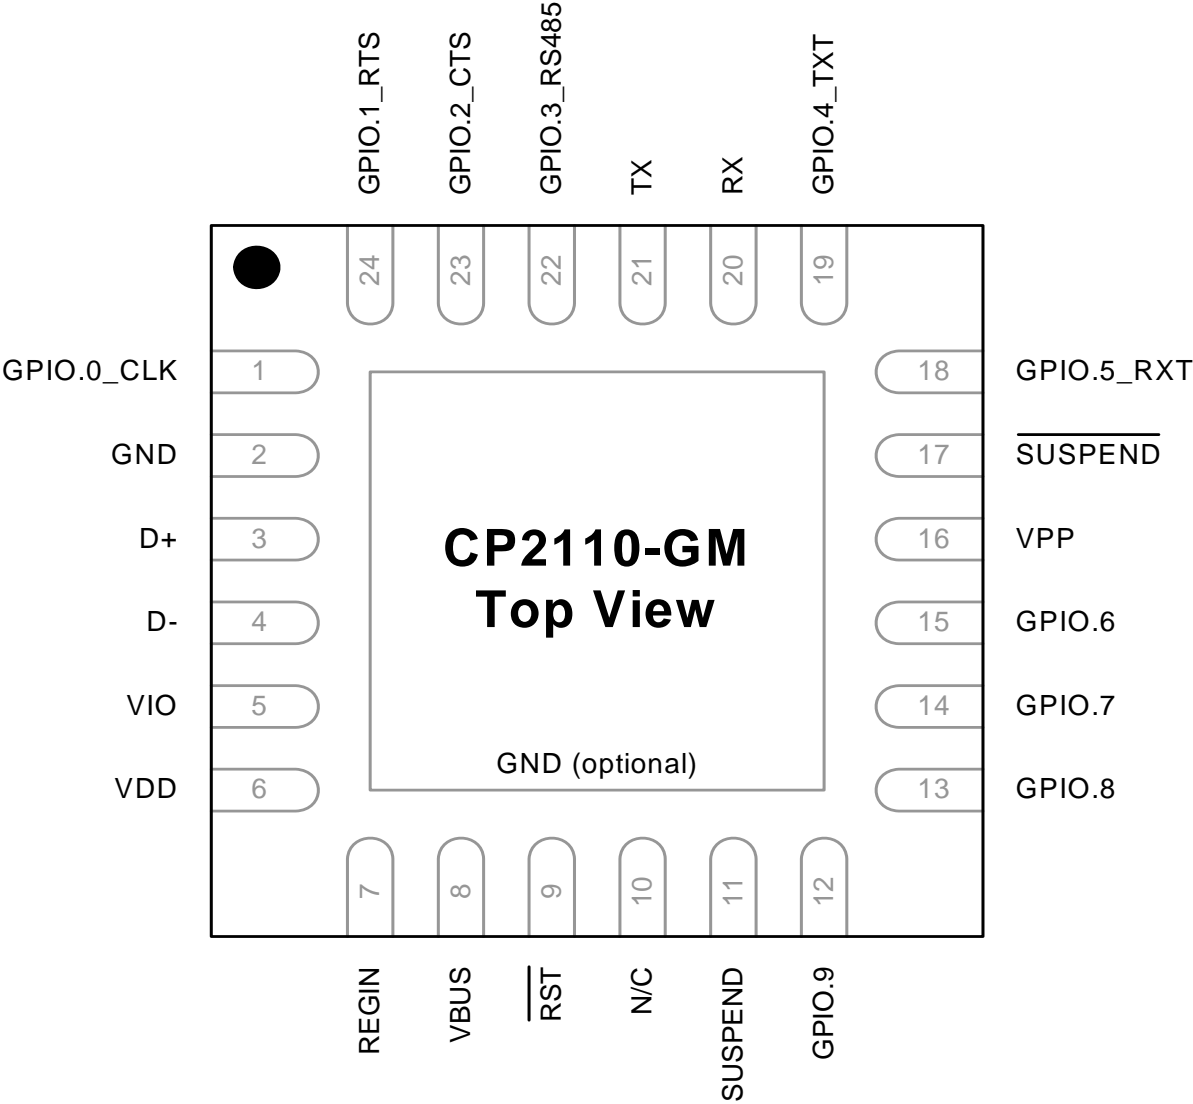 GPIO.1_RTS
GPIO.2_CTS
GPIO.3_RS485
TX
RX
GPIO.4_TXT
24
23
22
21
20
19
GPIO.0_CLK 1
18 GPIO.5_RXT
GND 2
17 SUSPEND
D+ 3
16 VPP
D- 4
15 GPIO.6
VIO 5
14 GPIO.7
VDD 6
13 GPIO.8
CP2110-GM
Top View
GND (optional)
7
8
9
10
11
12
REGIN
VBUS
RST
N/C
SUSPEND
GPIO.9